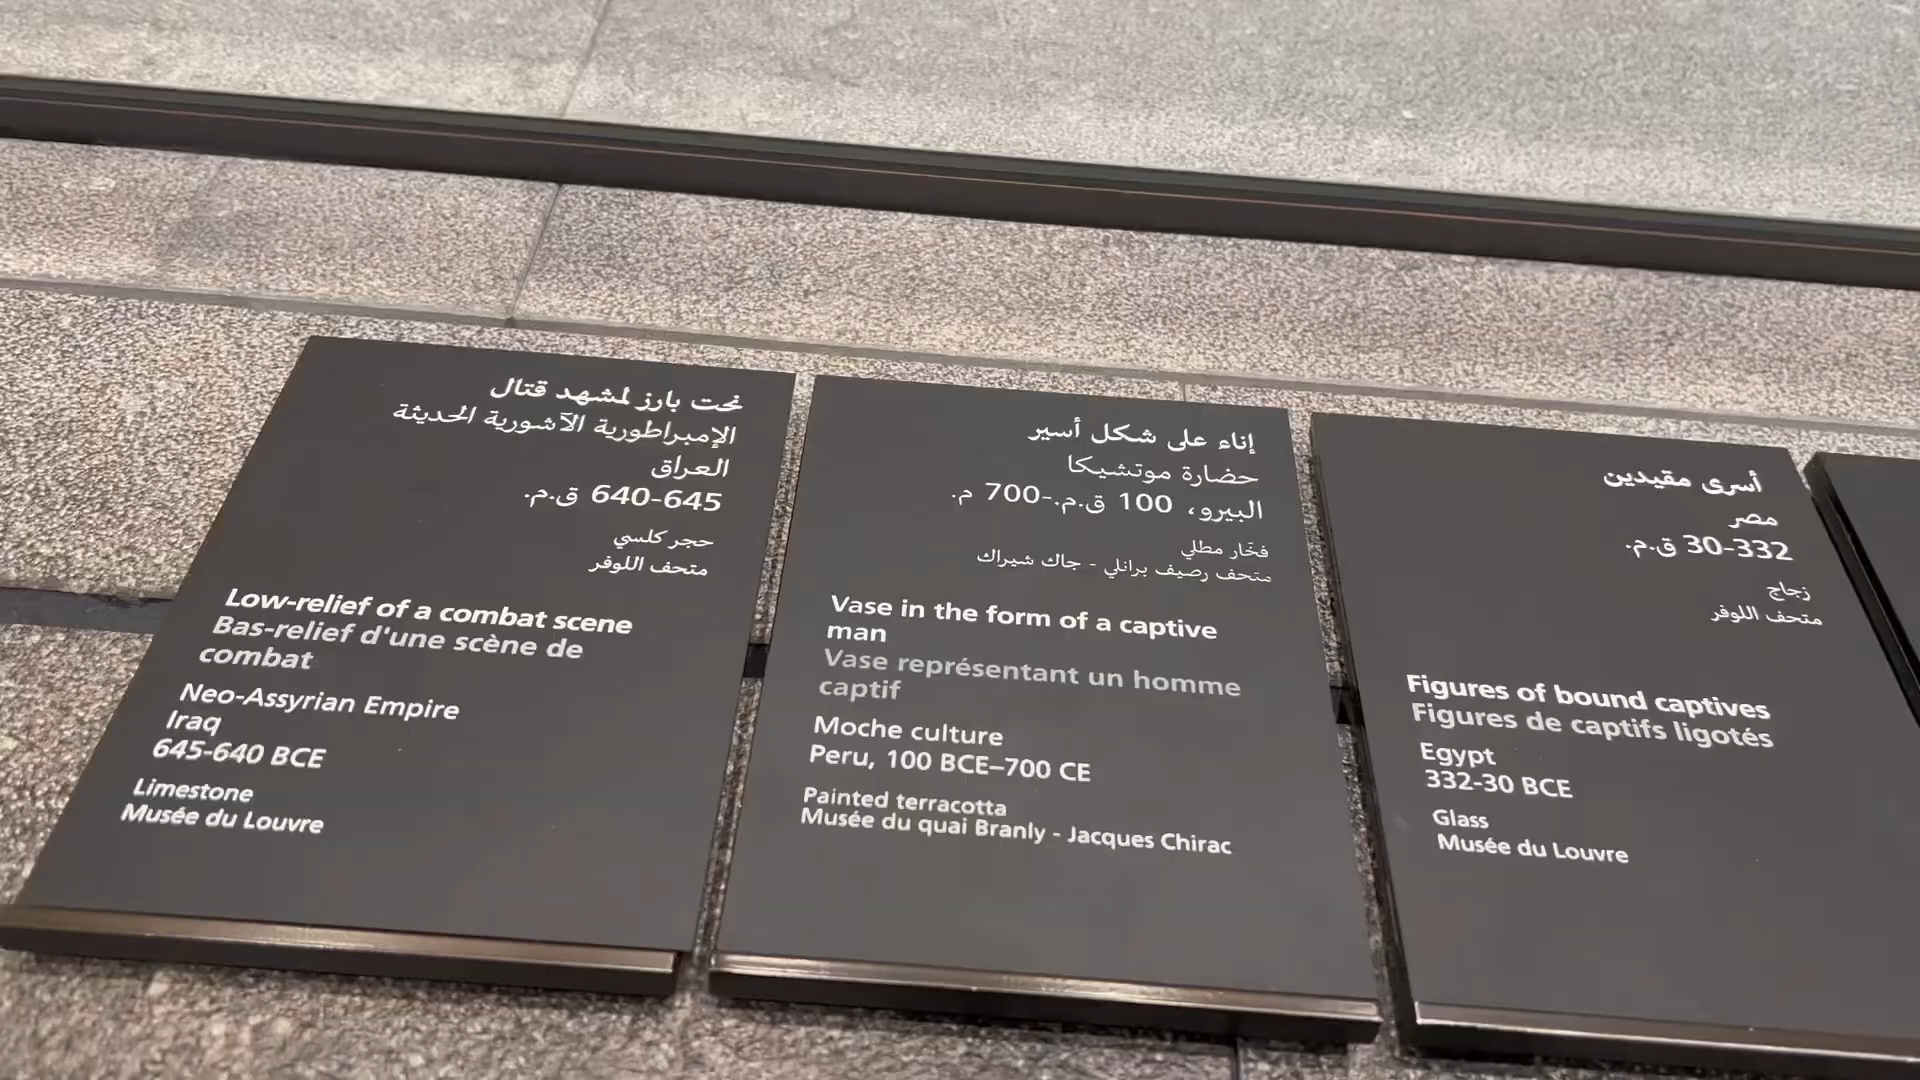 نحت بارز لمشهد قتال
الإمبراطورية الآشورية الحديثة
العراق
640-645 ق.م.
حجر كلسي
متحف اللوفر
Low-relief of a combat scene
Bas-relief d'une scène de
combat
Neo-Assyrian Empire
Iraq
645-640 BCE
Limestone
Musée du Louvre
إناء على شكل أسير
حضارة موتشيكا
البيرو، 100 ق.م.-700 م.
فخّار مطلي
متحف رصيف برانلي - جاك شيراك
Vase in the form of a captive
man
Vase représentant un homme
captif
Moche culture
Peru, 100 BCE–700 CE
Painted terracotta
Musée du quai Branly - Jacques Chirac
أسرى مقيدين
مصر
30-332 ق.م.
زجاج
متحف اللوفر
Figures of bound captives
Figures de captifs ligotés
Egypt
332-30 BCE
Glass
Musée du Louvre